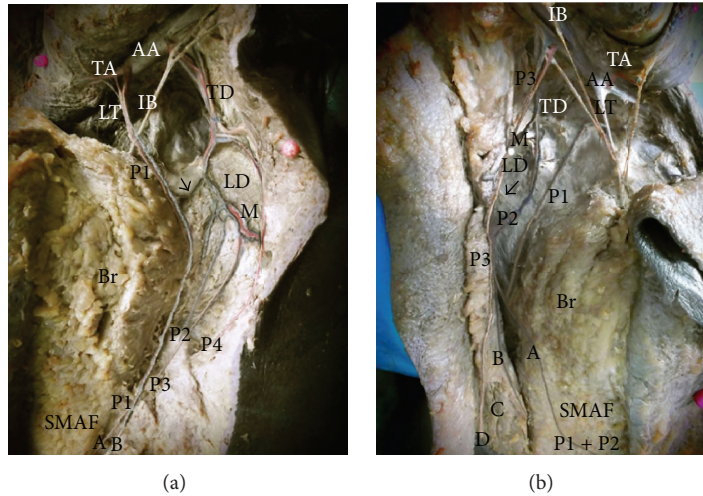 AA
TA
IB
TD
LT
P1
LD
M
Br
P2
P4
P3
P1
SMAF
A B
(a)
IB
TA
P3
AA
TD
LT
M
LD
P1
P2
P3
Br
A
B
C
SMAF
D
P1 + P2
(b)